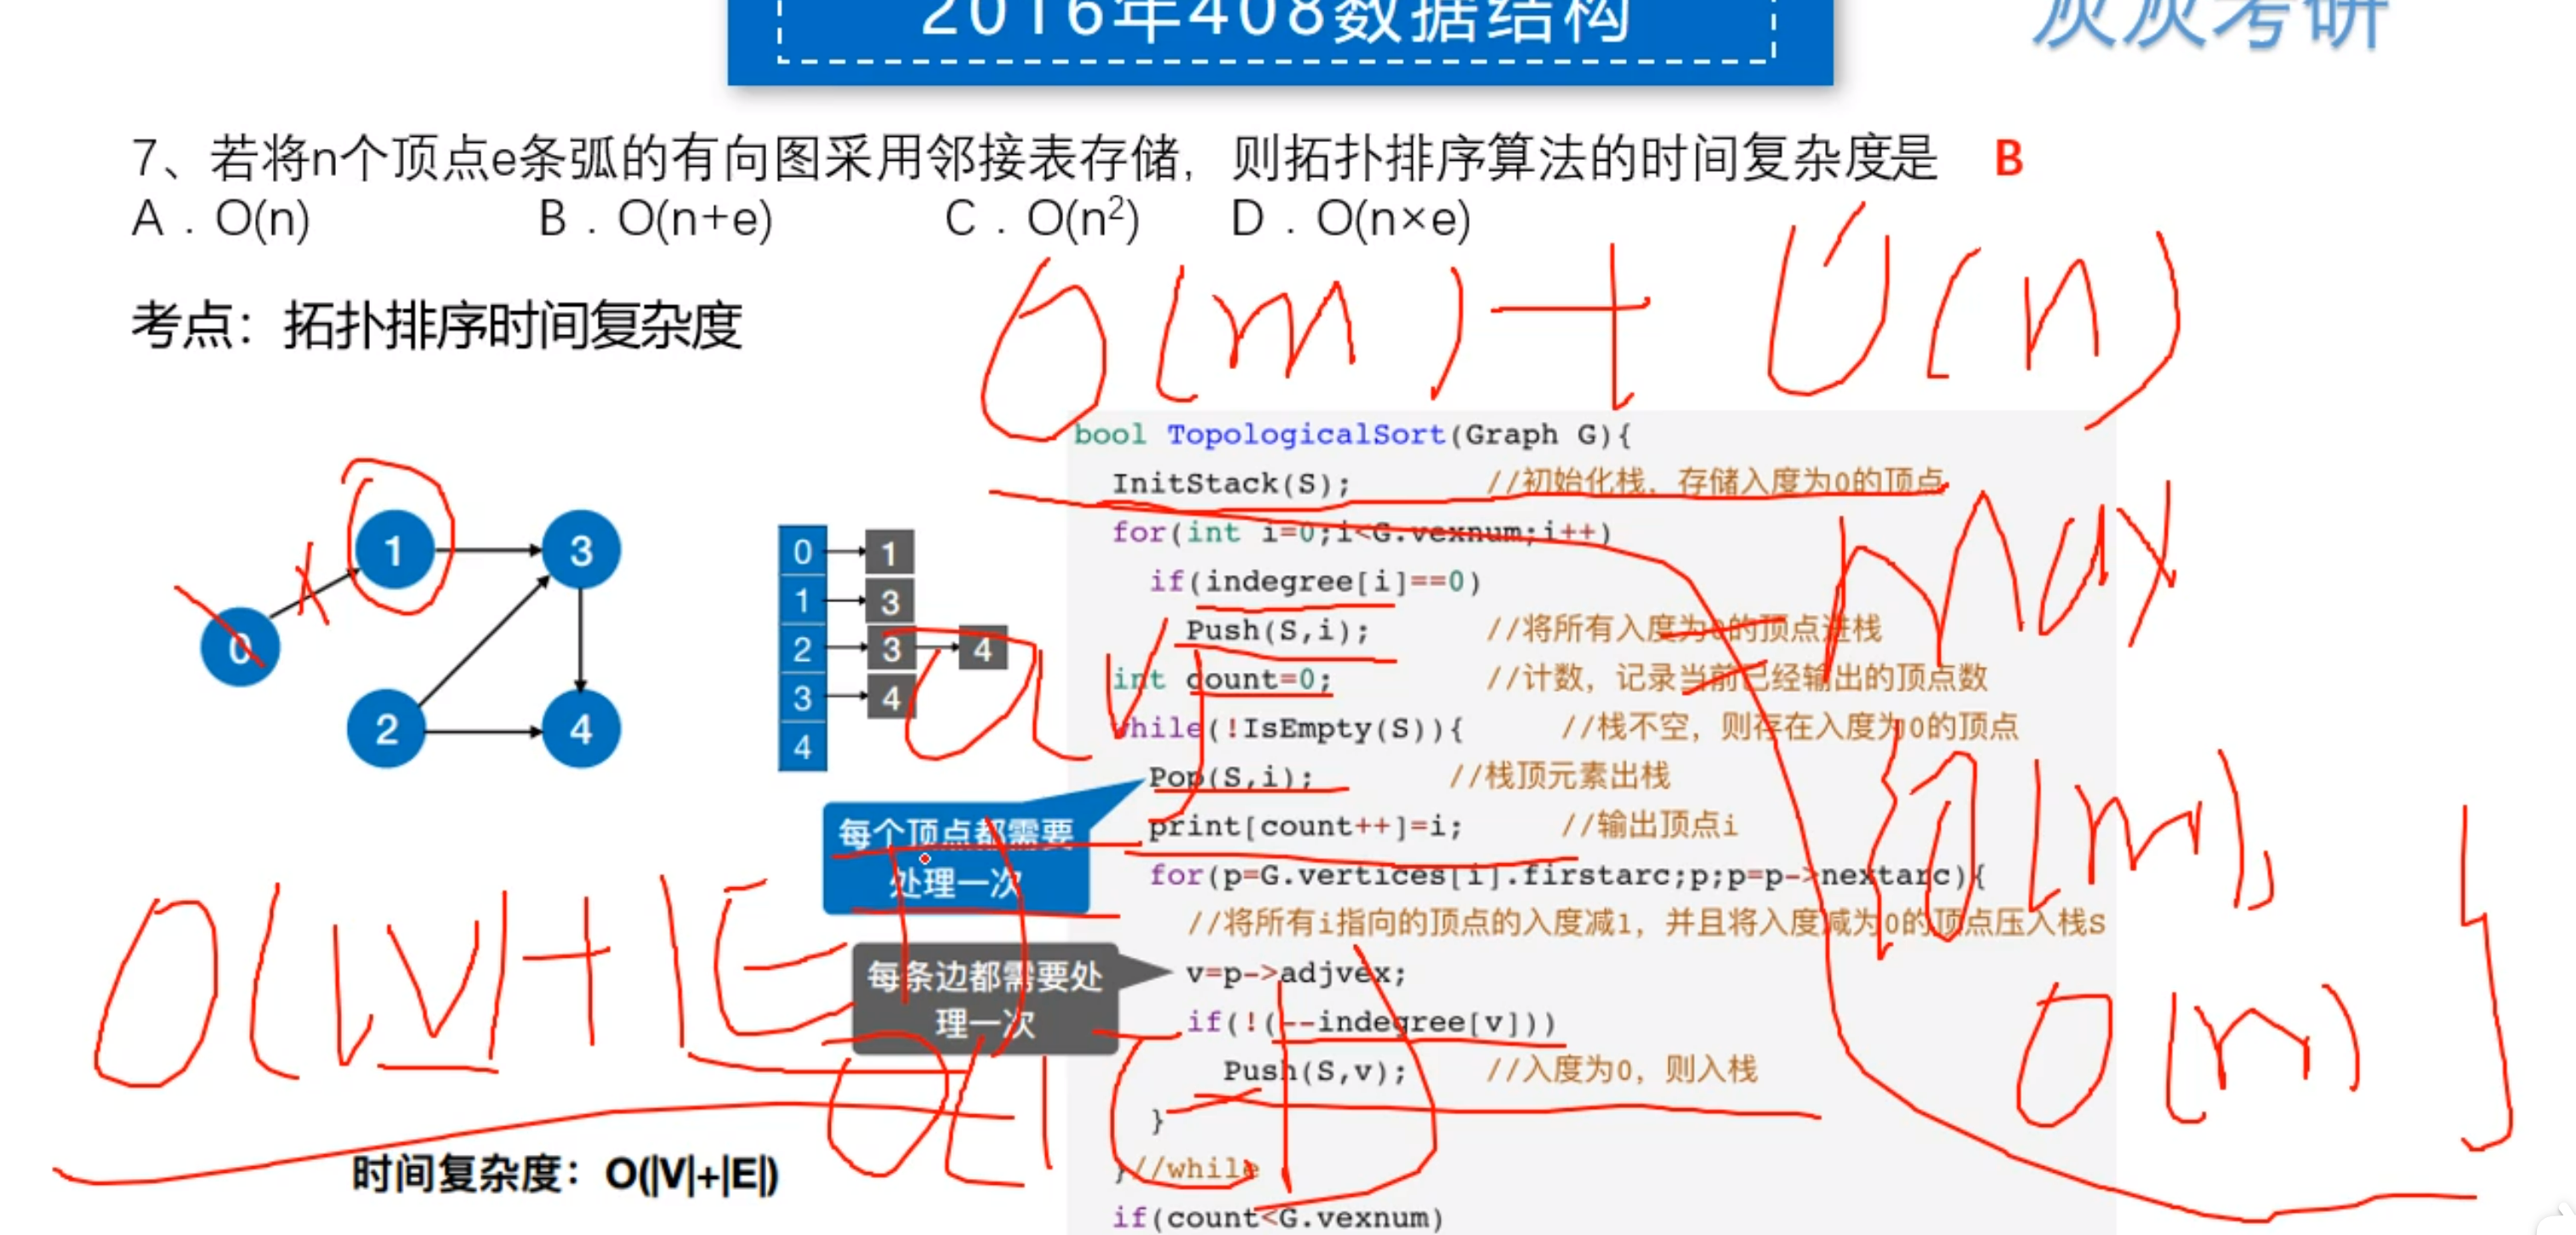 2016年408数据结构
灰灰考研
7、若将n个顶点e条弧的有向图采用邻接表存储，则拓扑排序算法的时间复杂度是 B
A．O(n) B．O(n+e) C．O(n²) D．O(n×e)
考点：拓扑排序时间复杂度
O(m)+O(n)
0
1
2
3
4
0 1
1 3
2 3 4
3 4
4
bool TopologicalSort(Graph G){
InitStack(S); //初始化栈，存储入度为0的顶点
for(int i=0;i<G.vexnum;i++)
if(indegree[i]==0)
Push(S,i); //将所有入度为0的顶点进栈
int count=0; //计数，记录当前已经输出的顶点数
while(!IsEmpty(S)){ //栈不空，则存在入度为0的顶点
Pop(S,i); //栈顶元素出栈
print[count++]=i; //输出顶点i
for(p=G.vertices[i].firstarc;p;p=p->nextarc){
//将所有i指向的顶点的入度减1，并且将入度减为0的顶点压入栈S
v=p->adjvex;
if(!(--indegree[v]))
Push(S,v); //入度为0，则入栈
}
}//while
if(count<G.vexnum)
每个顶点都需要
处理一次
每条边都需要处
理一次
max
{O(m),
O(n)}
O(|V|+|E|)
时间复杂度：O(|V|+|E|)